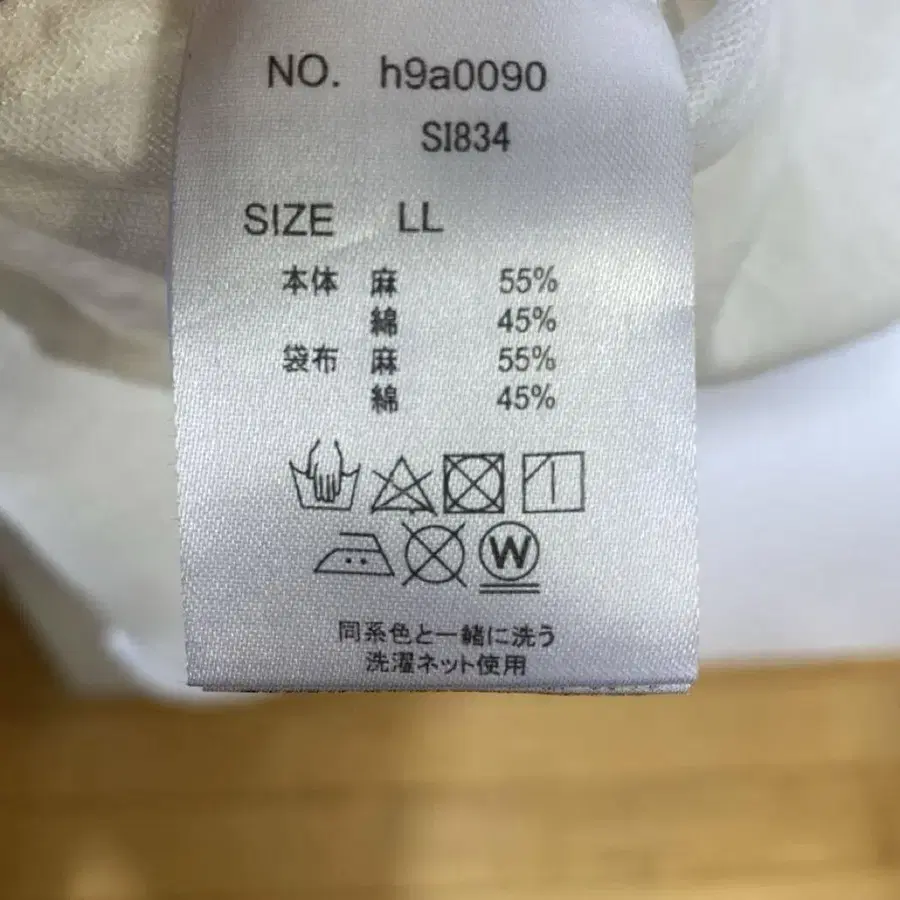 NO. h9a0090
SI834
SIZE LL
本体 麻 55%
綿 45%
袋布 麻 55%
綿 45%
W
同系色と一緒に洗う
洗濯ネット使用